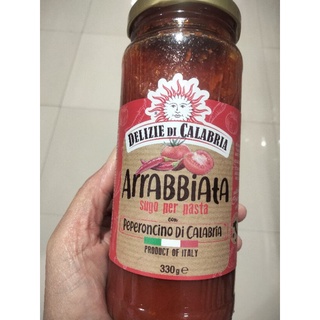 DELIZIE DI CALABRIA
ARRABBIATA
sugo per pasta
con
PEPERONCINO DI CALABRIA
PRODUCT OF ITALY
330g ℮